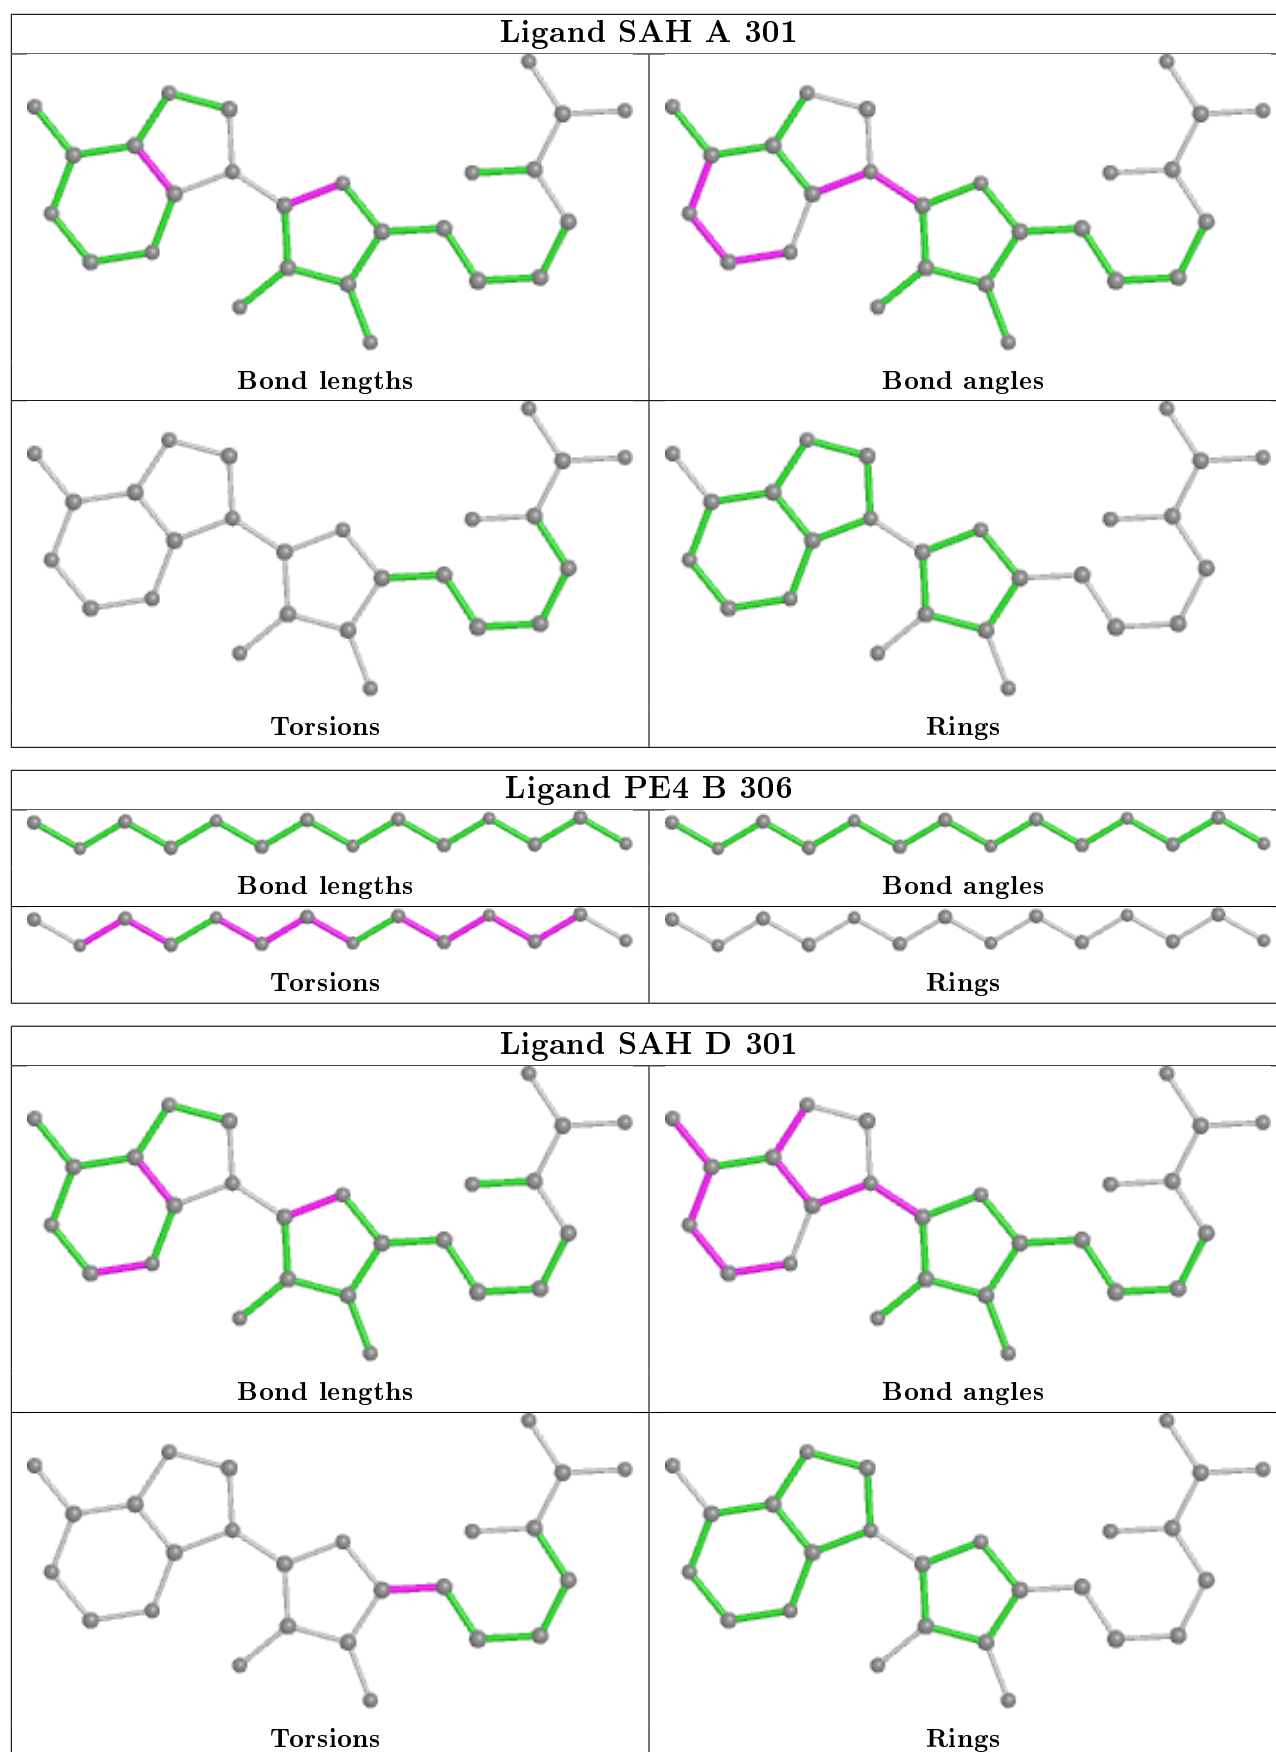 Ligand SAH A 301
Bond lengths
Bond angles
Torsions
Rings
Ligand PE4 B 306
Bond lengths
Bond angles
Torsions
Rings
Ligand SAH D 301
Bond lengths
Bond angles
Torsions
Rings